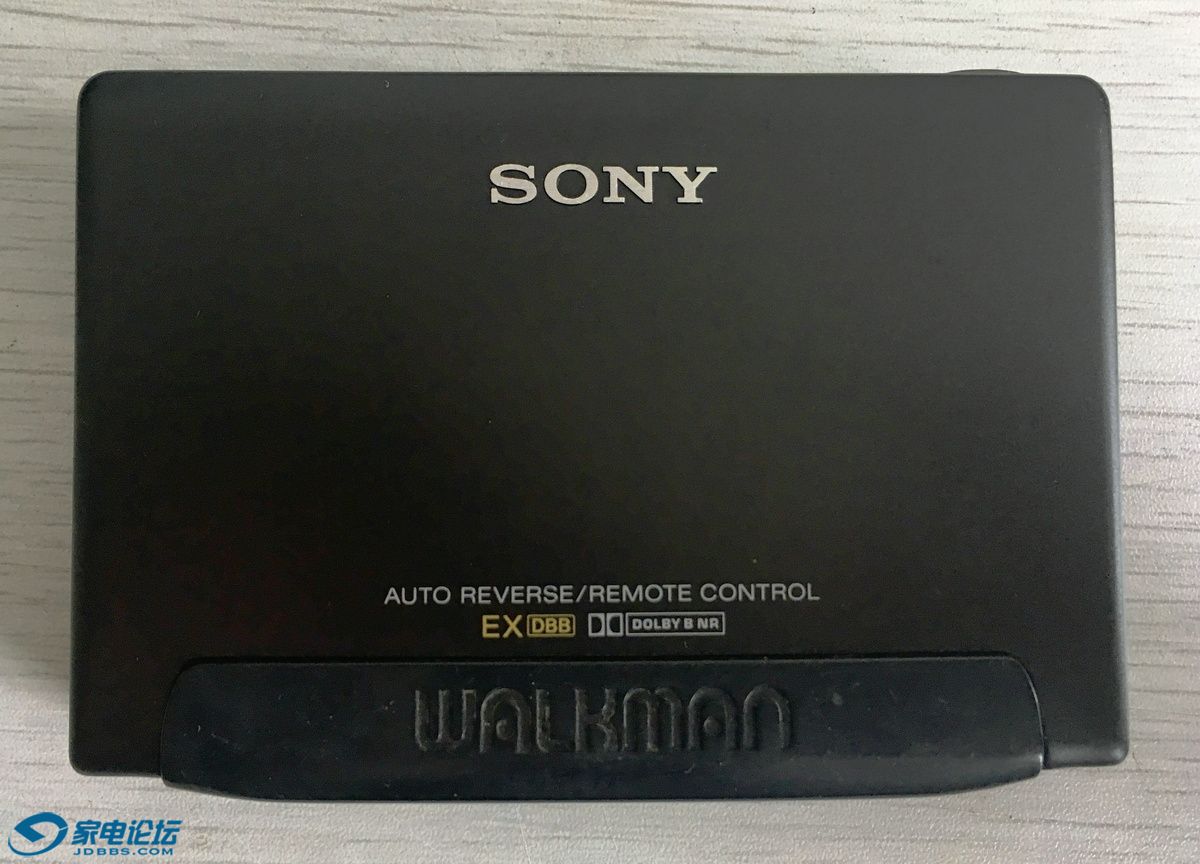 SONY
AUTO REVERSE/REMOTE CONTROL
EX DBB DOLBY B NR
WALKMAN
家电论坛
JDBBS.COM